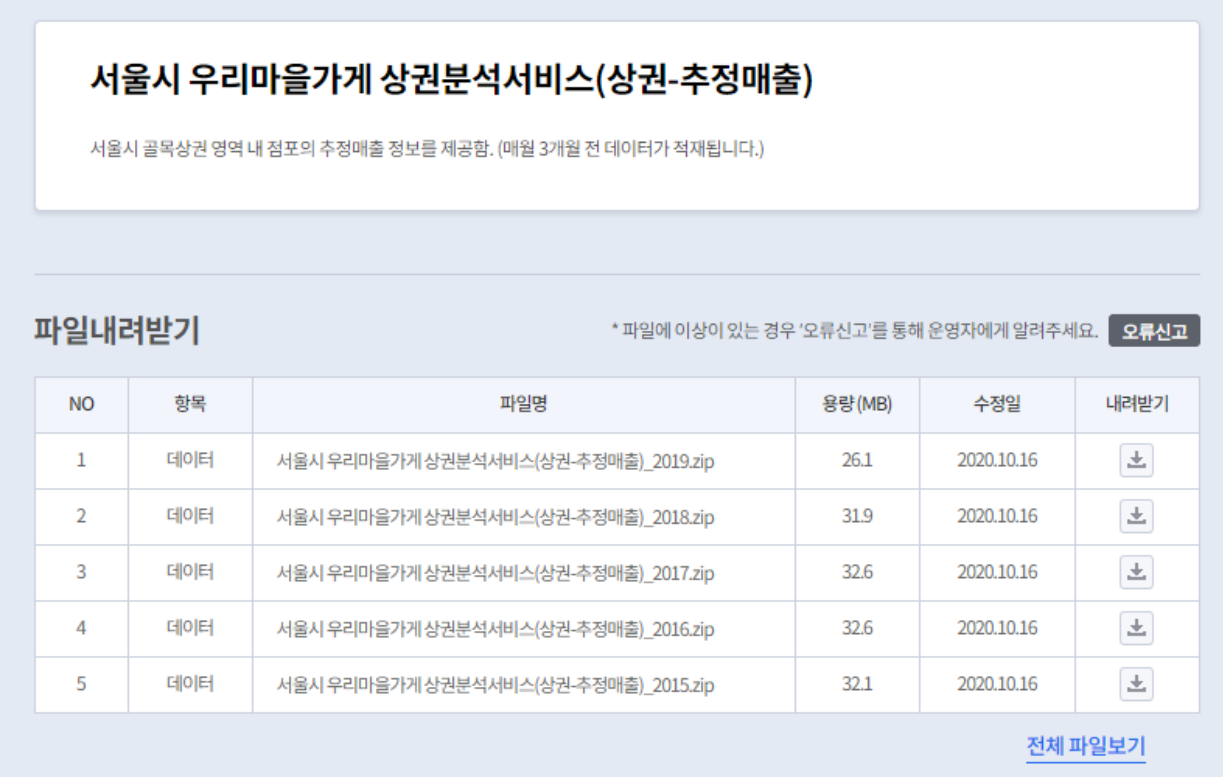 서울시 우리마을가게 상권분석서비스(상권-추정매출)
서울시 골목상권 영역 내 점포의 추정매출 정보를 제공함. (매월 3개월 전 데이터가 적재됩니다.)
파일내려받기
* 파일에 이상이 있는 경우 '오류신고'를 통해 운영자에게 알려주세요. 오류신고
NO 항목 파일명 용량(MB) 수정일 내려받기
1 데이터 서울시 우리마을가게 상권분석서비스(상권-추정매출)_2019.zip 26.1 2020.10.16
2 데이터 서울시 우리마을가게 상권분석서비스(상권-추정매출)_2018.zip 31.9 2020.10.16
3 데이터 서울시 우리마을가게 상권분석서비스(상권-추정매출)_2017.zip 32.6 2020.10.16
4 데이터 서울시 우리마을가게 상권분석서비스(상권-추정매출)_2016.zip 32.6 2020.10.16
5 데이터 서울시 우리마을가게 상권분석서비스(상권-추정매출)_2015.zip 32.1 2020.10.16
전체 파일보기